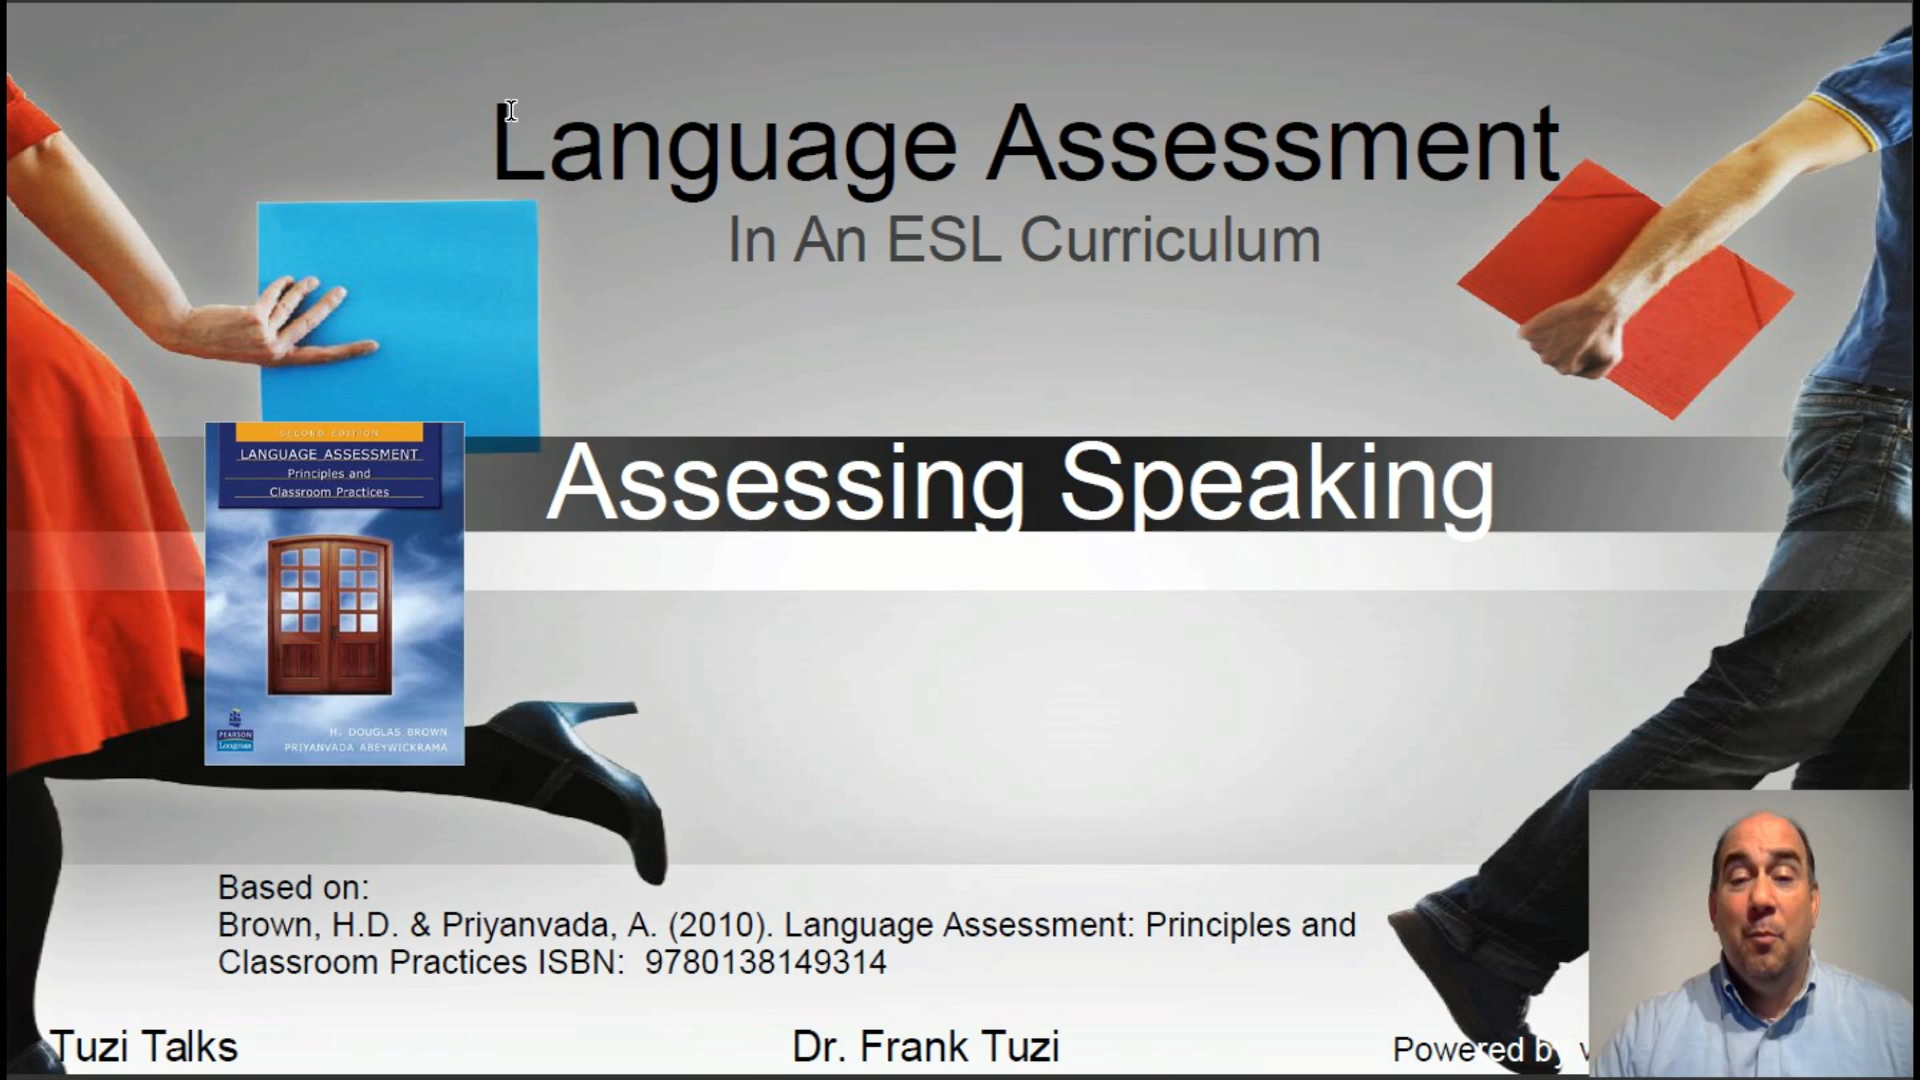 Language Assessment
In An ESL Curriculum
SECOND EDITION
LANGUAGE ASSESSMENT
Principles and
Classroom Practices
Assessing Speaking
H. DOUGLAS BROWN
PRIYANVADA ABEYWICKRAMA
PEARSON
Longman
Based on:
Brown, H.D. & Priyanvada, A. (2010). Language Assessment: Principles and
Classroom Practices ISBN: 9780138149314
Tuzi Talks
Dr. Frank Tuzi
Powered by